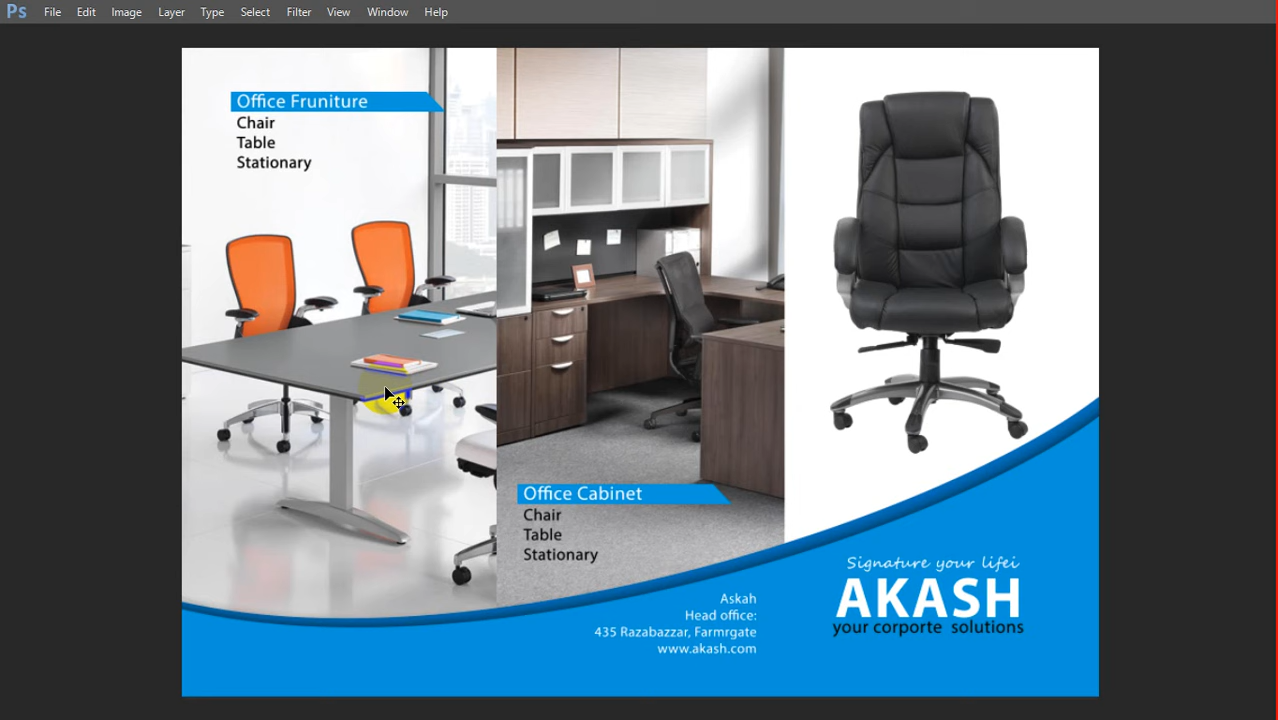 Ps File Edit Image Layer Type Select Filter View Window Help
Office Fruniture
Chair
Table
Stationary
Office Cabinet
Chair
Table
Stationary
Askah
Head office:
435 Razabazzar, Farmrgate
www.akash.com
Signature your lifei
AKASH
your corporte solutions